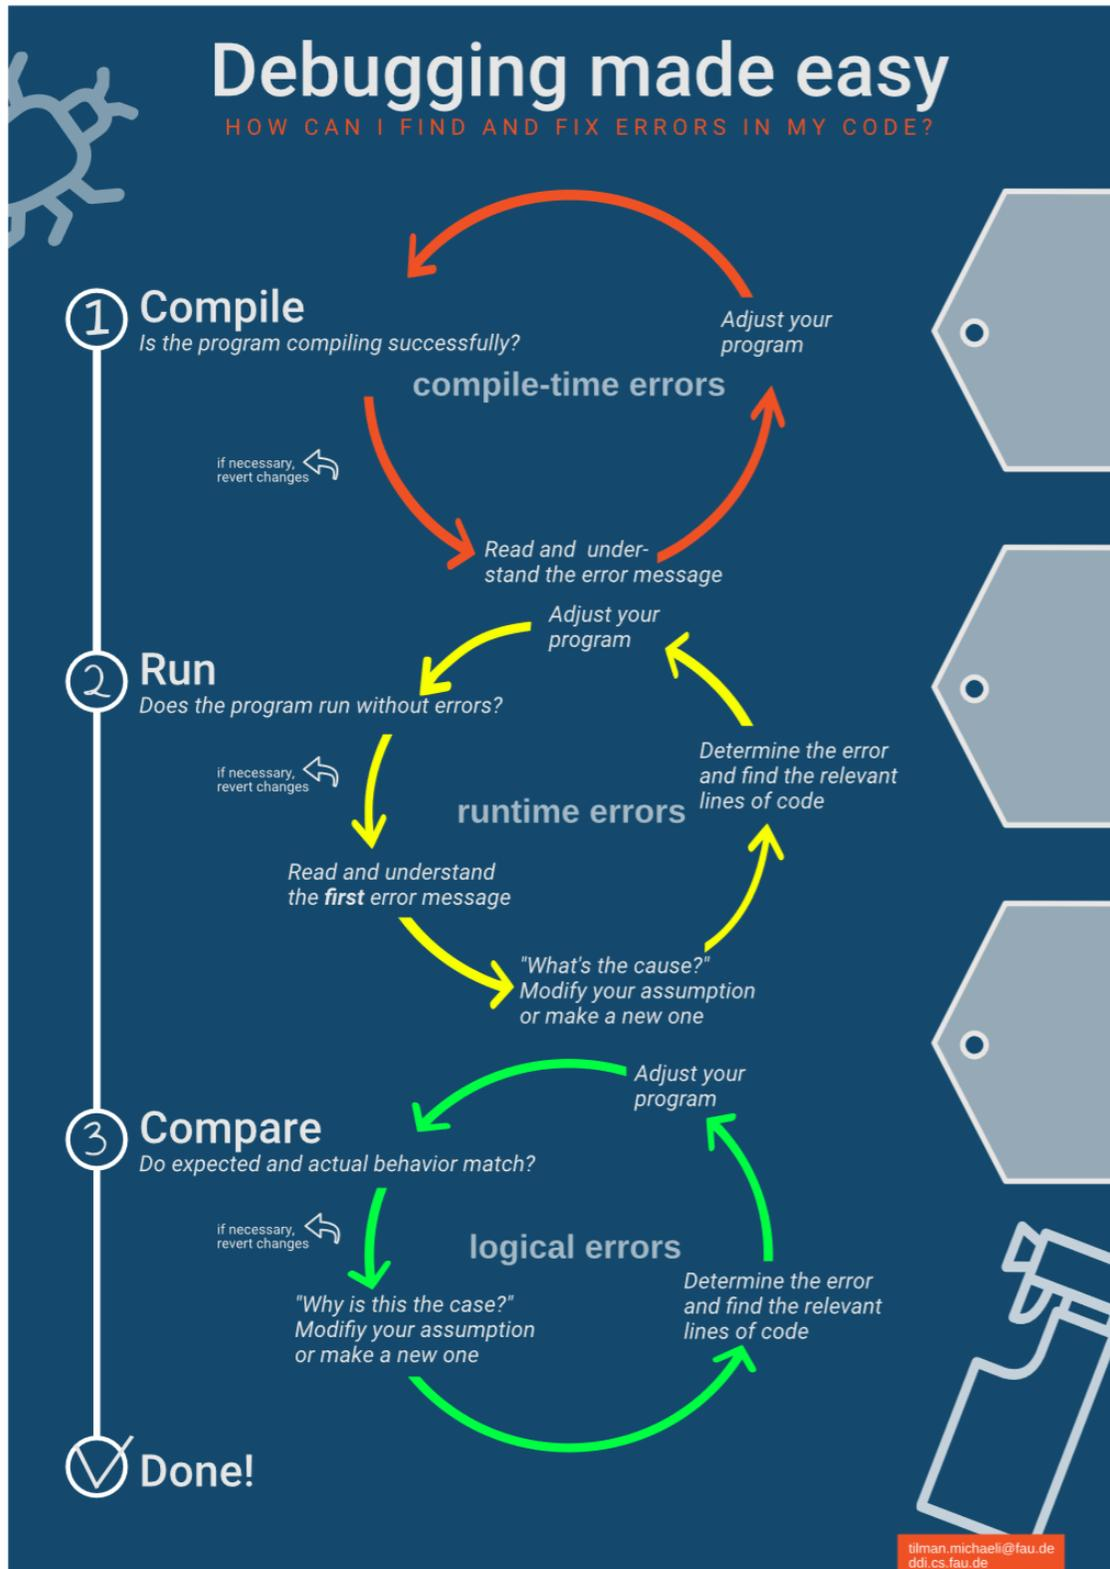 Debugging made easy
HOW CAN I FIND AND FIX ERRORS IN MY CODE?
1
Compile
Is the program compiling successfully?
Adjust your
program
compile-time errors
if necessary,
revert changes
Read and under-
stand the error message
Adjust your
program
2
Run
Does the program run without errors?
Determine the error
and find the relevant
lines of code
if necessary,
revert changes
runtime errors
Read and understand
the first error message
"What's the cause?"
Modify your assumption
or make a new one
Adjust your
program
3
Compare
Do expected and actual behavior match?
if necessary,
revert changes
logical errors
"Why is this the case?"
Modifiy your assumption
or make a new one
Determine the error
and find the relevant
lines of code
Done!
tilman.michaeli@fau.de
ddi.cs.fau.de